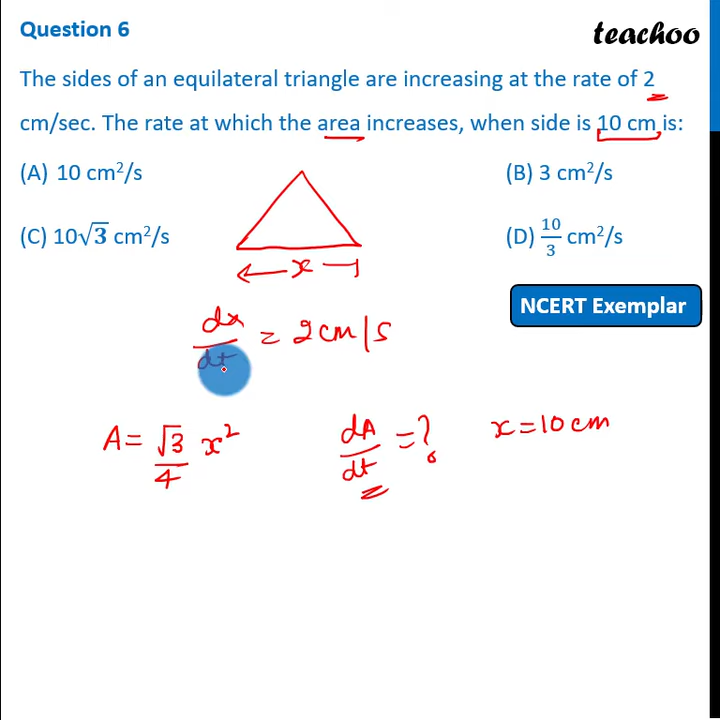 Question 6
teachoo
The sides of an equilateral triangle are increasing at the rate of 2
cm/sec. The rate at which the area increases, when side is 10 cm is:
(A) 10 cm²/s
(B) 3 cm²/s
(C) 10√3 cm²/s
(D) 10/3 cm²/s
x
NCERT Exemplar
dx/dt = 2cm/s
A = √3/4 x²
dA/dt = ?
x = 10 cm